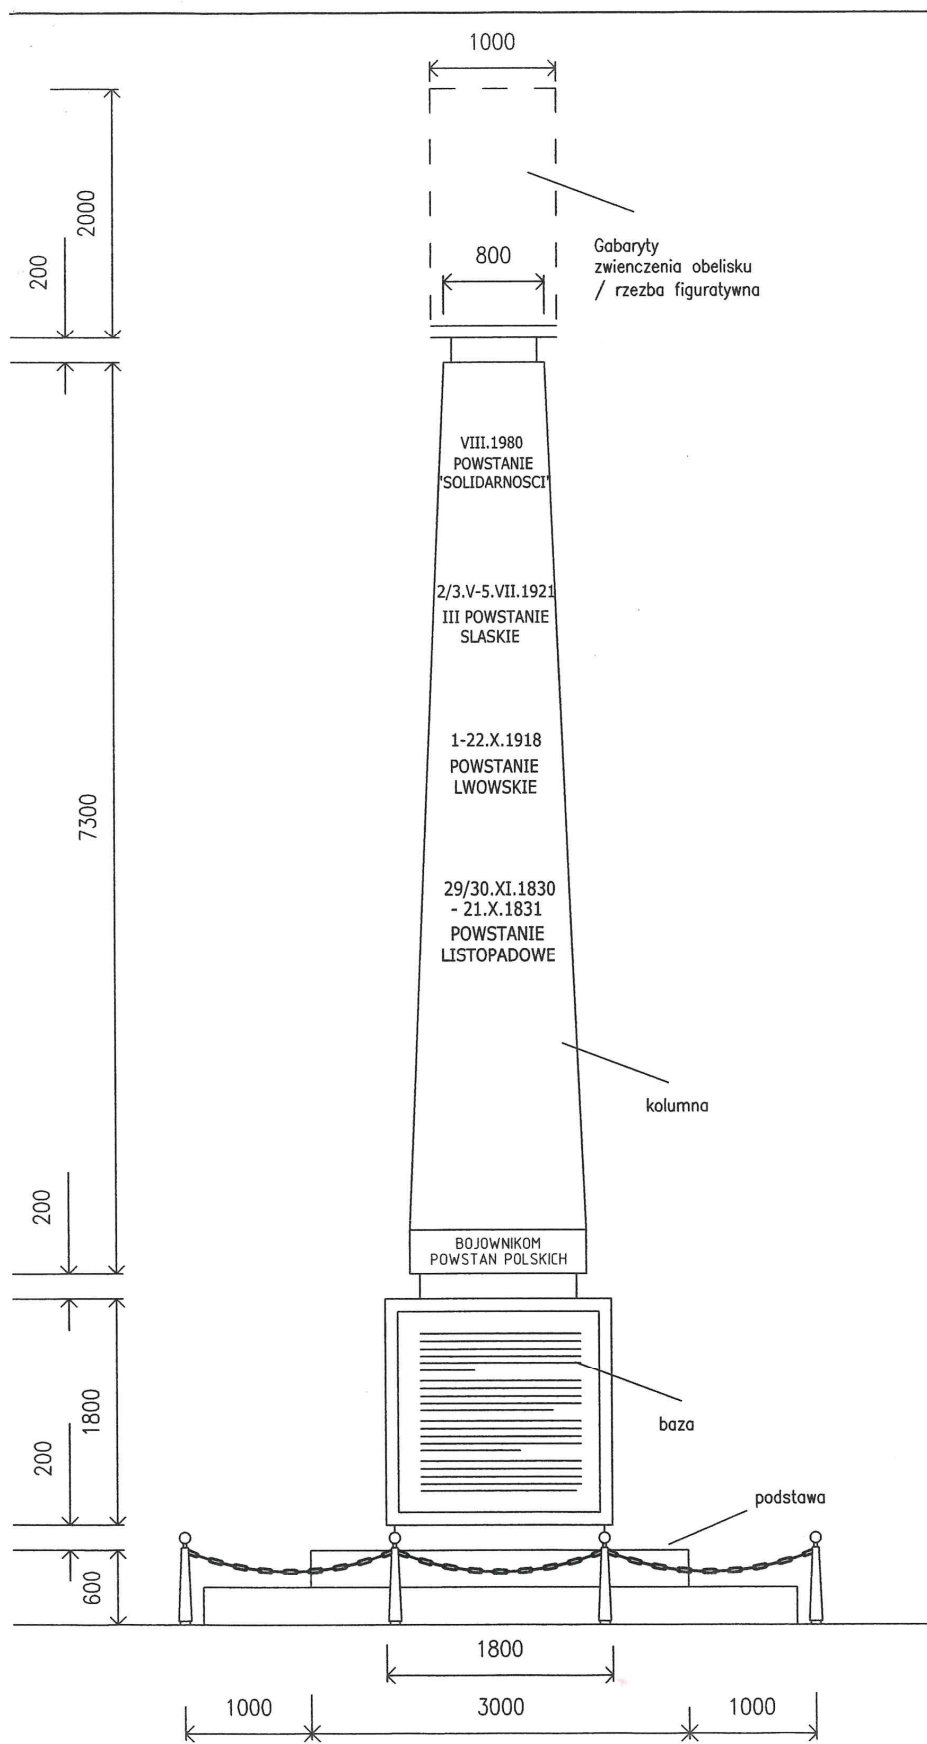 1000
2000
200
800
Gabaryty
zwienczenia obelisku
/ rzezba figuratywna
VIII.1980
POWSTANIE
'SOLIDARNOSCI'
2/3.V-5.VII.1921
III POWSTANIE
SLASKIE
1-22.X.1918
POWSTANIE
LWOWSKIE
7300
29/30.XI.1830
- 21.X.1831
POWSTANIE
LISTOPADOWE
kolumna
200
BOJOWNIKOM
POWSTAN POLSKICH
1800
baza
200
podstawa
600
1800
1000
3000
1000